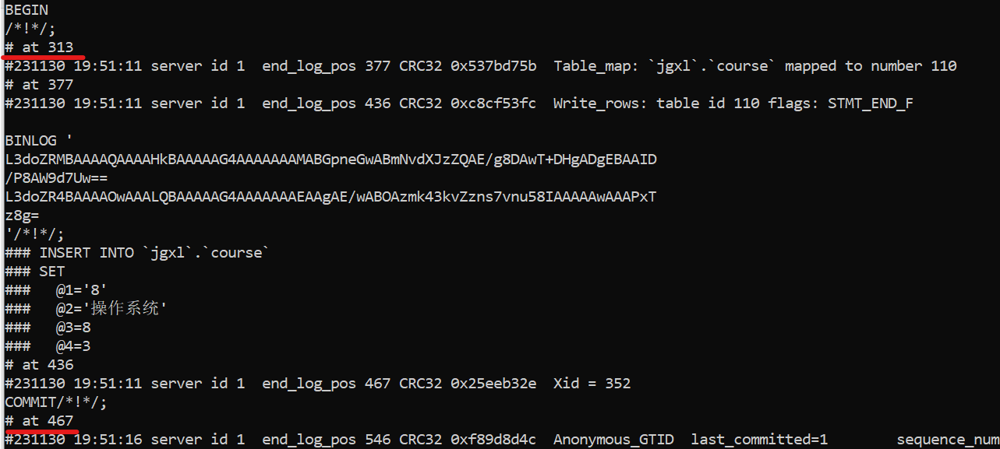 BEGIN
/*!*/;
# at 313
#231130 19:51:11 server id 1  end_log_pos 377 CRC32 0x537bd75b  Table_map: `jgxl`.`course` mapped to number 110
# at 377
#231130 19:51:11 server id 1  end_log_pos 436 CRC32 0xc8cf53fc  Write_rows: table id 110 flags: STMT_END_F
BINLOG '
L3doZRMBAAAAQAAAAHkBAAAAAG4AAAAAAAMABGpneGwABmNvdXJzZQAE/g8DAwT+DHgADgEBAAID
/P8AW9d7Uw==
L3doZR4BAAAAOwAAALQBAAAAAG4AAAAAAAEAAgAE/wABOAzmk43kvZzns7vnu58IAAAAAwAAAPxT
z8g=
'/*!*/;
### INSERT INTO `jgxl`.`course`
### SET
###   @1='8'
###   @2='操作系统'
###   @3=8
###   @4=3
# at 436
#231130 19:51:11 server id 1  end_log_pos 467 CRC32 0x25eeb32e  Xid = 352
COMMIT/*!*/;
# at 467
#231130 19:51:16 server id 1  end_log_pos 546 CRC32 0xf89d8d4c  Anonymous_GTID  last_committed=1        sequence_num